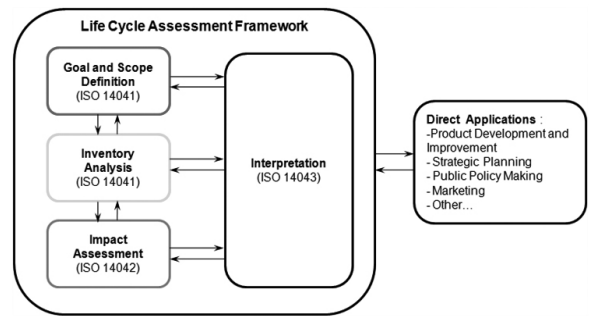 Life Cycle Assessment Framework
Goal and Scope
Definition
(ISO 14041)
Inventory
Analysis
(ISO 14041)
Impact
Assessment
(ISO 14042)
Interpretation
(ISO 14043)
Direct Applications :
-Product Development and
Improvement
- Strategic Planning
- Public Policy Making
- Marketing
- Other...